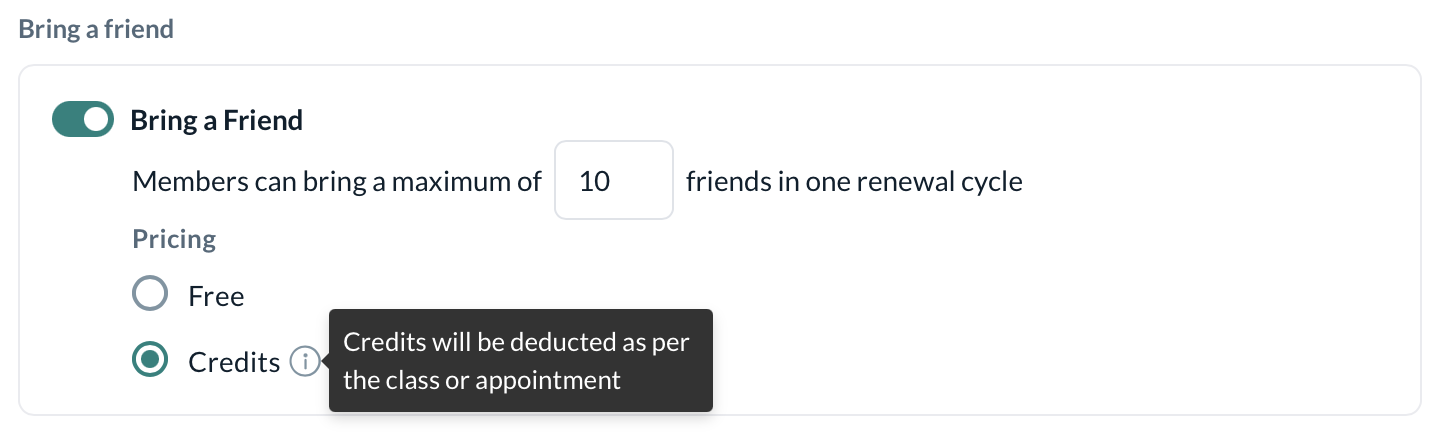 Bring a friend
Bring a Friend
Members can bring a maximum of 10 friends in one renewal cycle
Pricing
Free
Credits
Credits will be deducted as per
the class or appointment